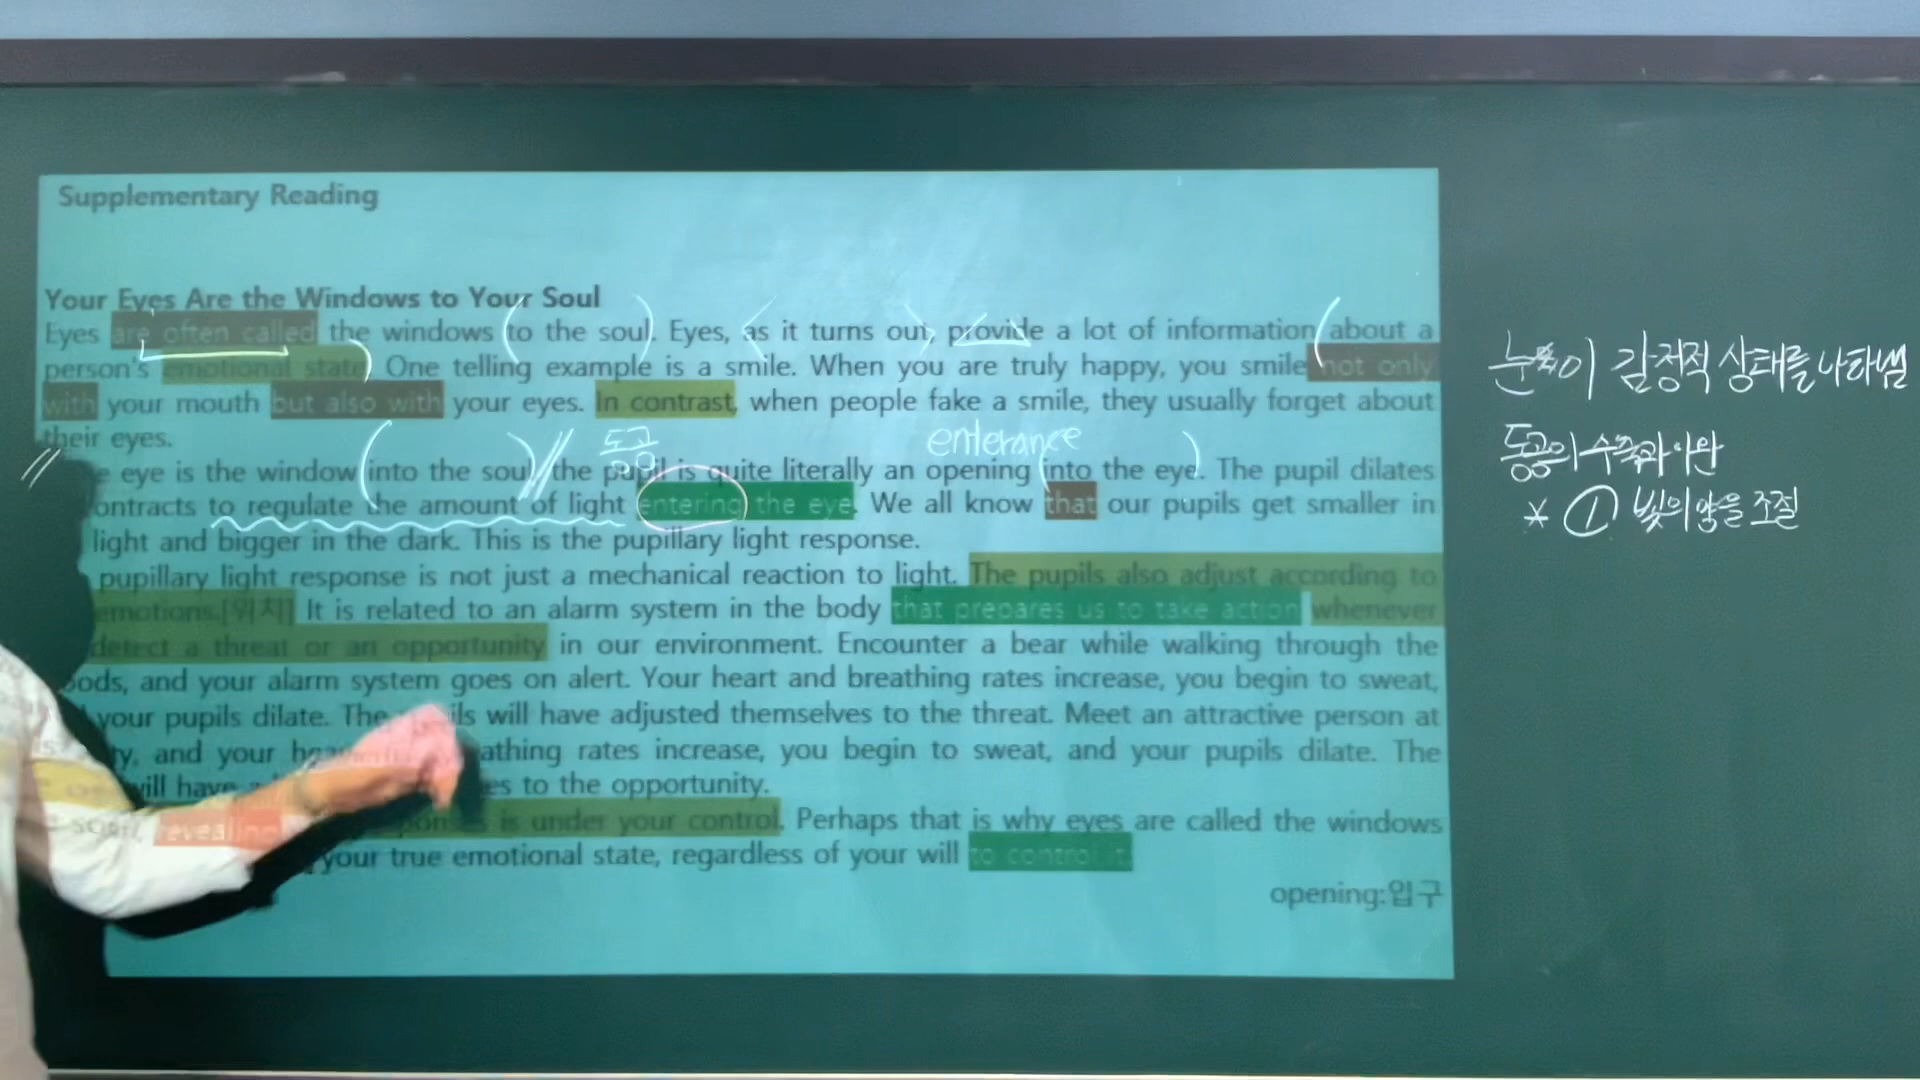 Supplementary Reading
Your Eyes Are the Windows to Your Soul
Eyes are often called the windows to the soul. Eyes, as it turns out, provide a lot of information about a
person's emotional state. One telling example is a smile. When you are truly happy, you smile not only
with your mouth but also with your eyes. In contrast, when people fake a smile, they usually forget about
their eyes.
동공
enterance
eye is the window into the soul, the pupil is quite literally an opening into the eye. The pupil dilates
ontracts to regulate the amount of light entering the eye. We all know that our pupils get smaller in
light and bigger in the dark. This is the pupillary light response.
pupillary light response is not just a mechanical reaction to light. The pupils also adjust according to
emotions.[위치] It is related to an alarm system in the body that prepares us to take action whenever
detect a threat or an opportunity in our environment. Encounter a bear while walking through the
oods, and your alarm system goes on alert. Your heart and breathing rates increase, you begin to sweat,
your pupils dilate. The ils will have adjusted themselves to the threat. Meet an attractive person at
ty, and your athing rates increase, you begin to sweat, and your pupils dilate. The
will have es to the opportunity.
is under your control. Perhaps that is why eyes are called the windows
soul, revealing your true emotional state, regardless of your will to control it.
opening:입구
감정적 상태를 나타냄
동공의 수축과 이완
* ① 빛의 양을 조절